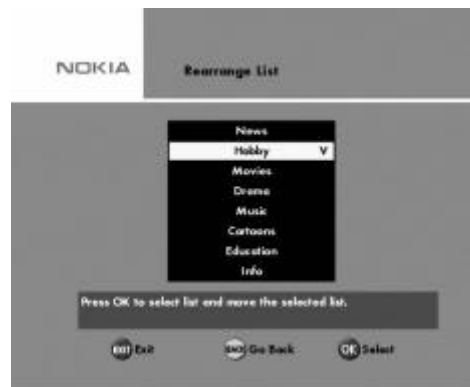 NOKIA
Rearrange List
News
Hobby V
Movies
Drama
Music
Cartoons
Education
Info
Press OK to select list and move the selected list.
EXIT Exit BACK Go Back OK Select